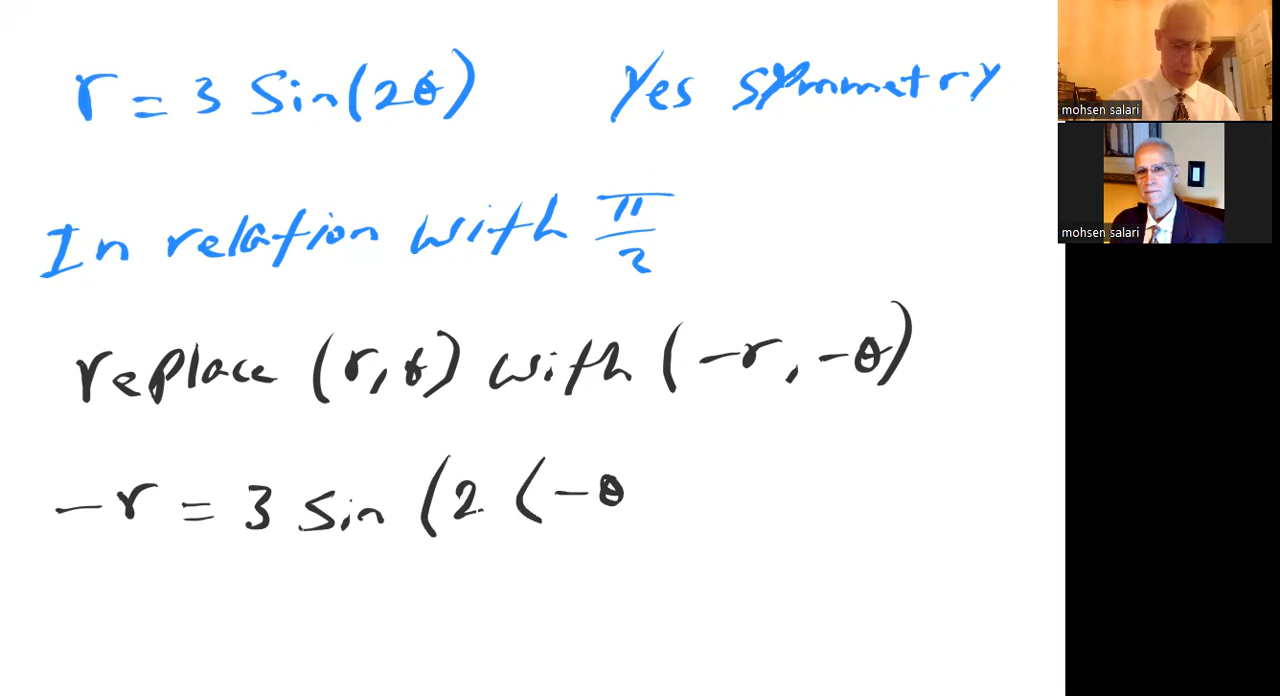 r = 3 Sin(2θ) Yes symmetry
In relation with π/2
replace (r, θ) with (-r, -θ)
-r = 3 sin (2 (-θ
mohsen salari
mohsen salari